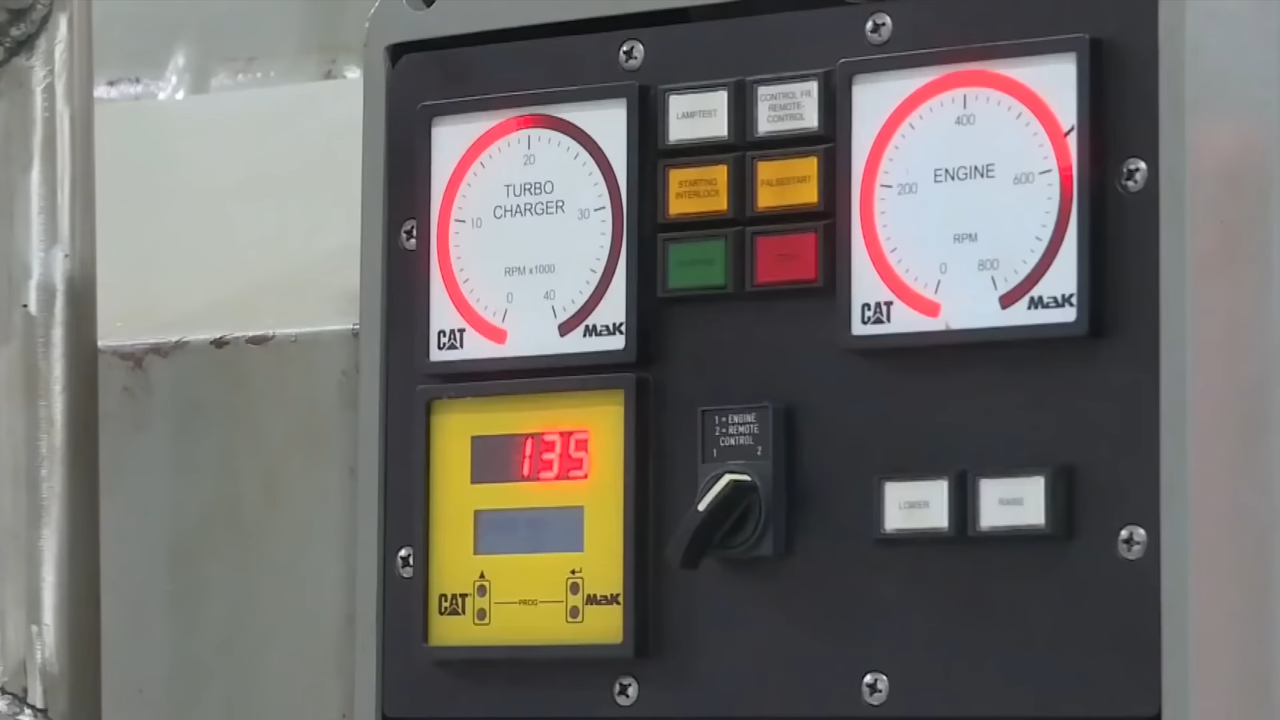 20
TURBO
CHARGER
10
30
RPM x1000
0
40
CAT
MaK
LAMPTEST
CONTROL FR.
REMOTE-
CONTROL
STARTING
INTERLOCK
FALSESTART
STOP
400
ENGINE
200
600
RPM
0
800
CAT
MaK
135
CAT
PROG
MaK
1 = ENGINE
2 = REMOTE
CONTROL
1
2
LOWER
RAISE